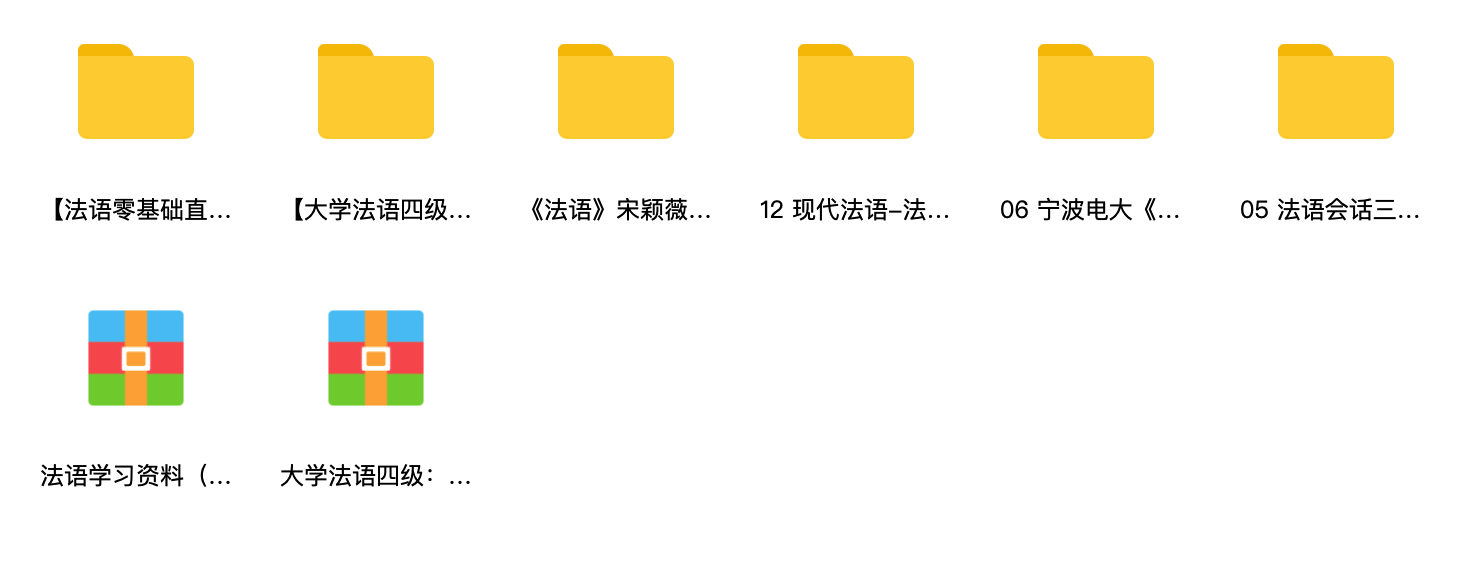 【法语零基础直...
【大学法语四级...
《法语》宋颖薇...
12 现代法语-法...
06 宁波电大《...
05 法语会话三...
法语学习资料（...
大学法语四级：...